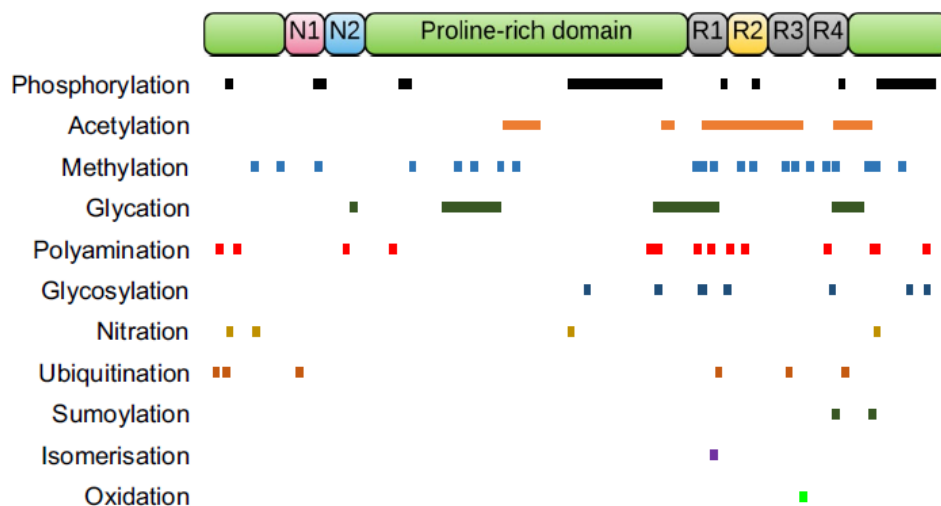 N1 N2 Proline-rich domain R1 R2 R3 R4
Phosphorylation
Acetylation
Methylation
Glycation
Polyamination
Glycosylation
Nitration
Ubiquitination
Sumoylation
Isomerisation
Oxidation